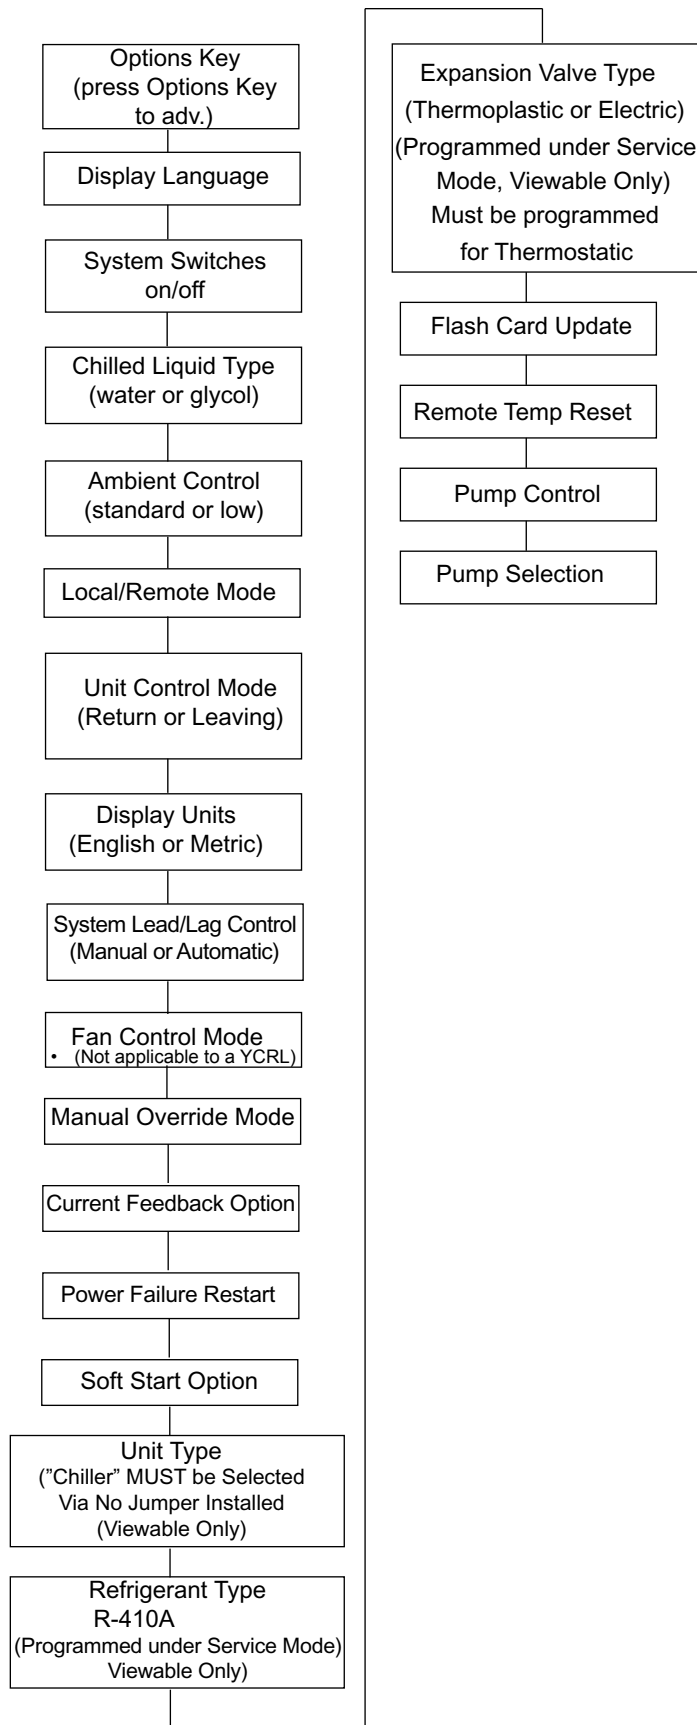 Options Key
(press Options Key
to adv.)
Display Language
System Switches
on/off
Chilled Liquid Type
(water or glycol)
Ambient Control
(standard or low)
Local/Remote Mode
Unit Control Mode
(Return or Leaving)
Display Units
(English or Metric)
System Lead/Lag Control
(Manual or Automatic)
Fan Control Mode
• (Not applicable to a YCRL)
Manual Override Mode
Current Feedback Option
Power Failure Restart
Soft Start Option
Unit Type
("Chiller" MUST be Selected
Via No Jumper Installed
(Viewable Only)
Refrigerant Type
R-410A
(Programmed under Service Mode)
Viewable Only)
Expansion Valve Type
(Thermoplastic or Electric)
(Programmed under Service
Mode, Viewable Only)
Must be programmed
for Thermostatic
Flash Card Update
Remote Temp Reset
Pump Control
Pump Selection